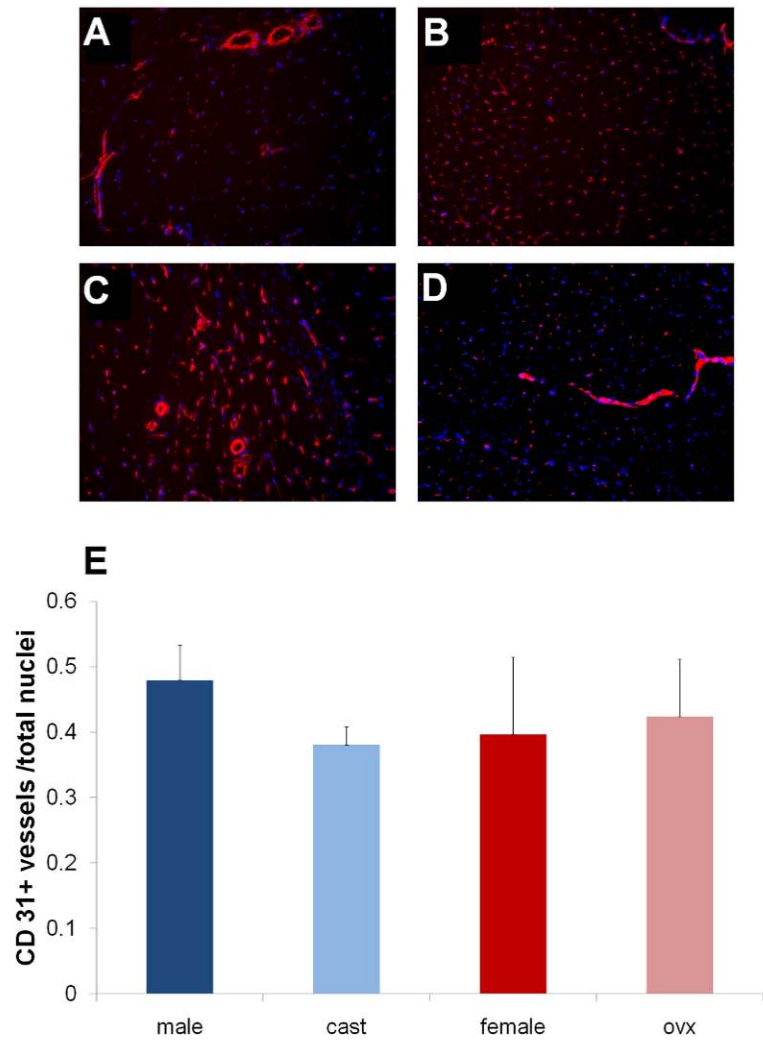 A
B
C
D
E
CD 31+ vessels /total nuclei
0.6
0.5
0.4
0.3
0.2
0.1
0
male cast female ovx